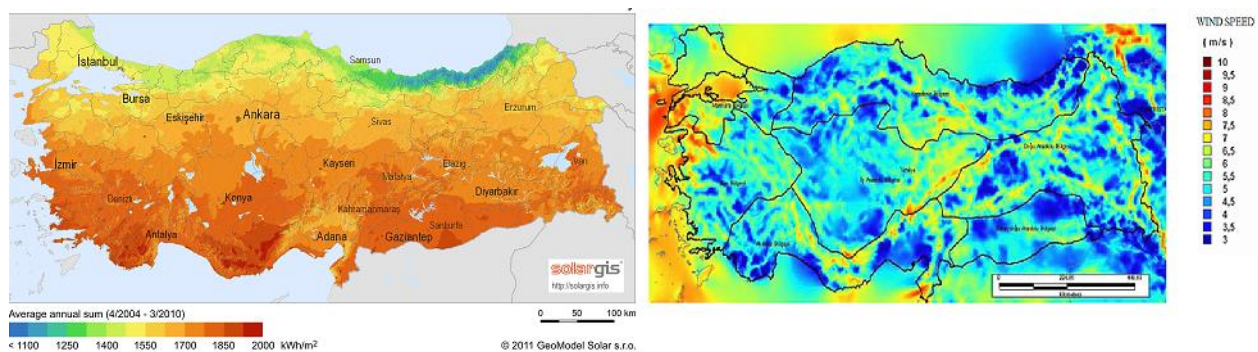 İstanbul
Samsun
Bursa
Eskişehir
Ankara
Sivas
Erzurum
İzmir
Kayseri
Elazıg
Van
Malatya
Denizli
Konya
Diyarbakır
Kahramanmaraş
Antalya
Adana
Gaziantep
Sanlıurfa
solargis
http://solargis.info
Average annual sum (4/2004 - 3/2010)
0 50 100 km
< 1100 1250 1400 1550 1700 1850 2000 kWh/m²
© 2011 GeoModel Solar s.r.o.
WIND SPEED
( m/s )
10
9,5
9
8,5
8
7,5
7
6,5
6
5,5
5
4,5
4
3,5
3